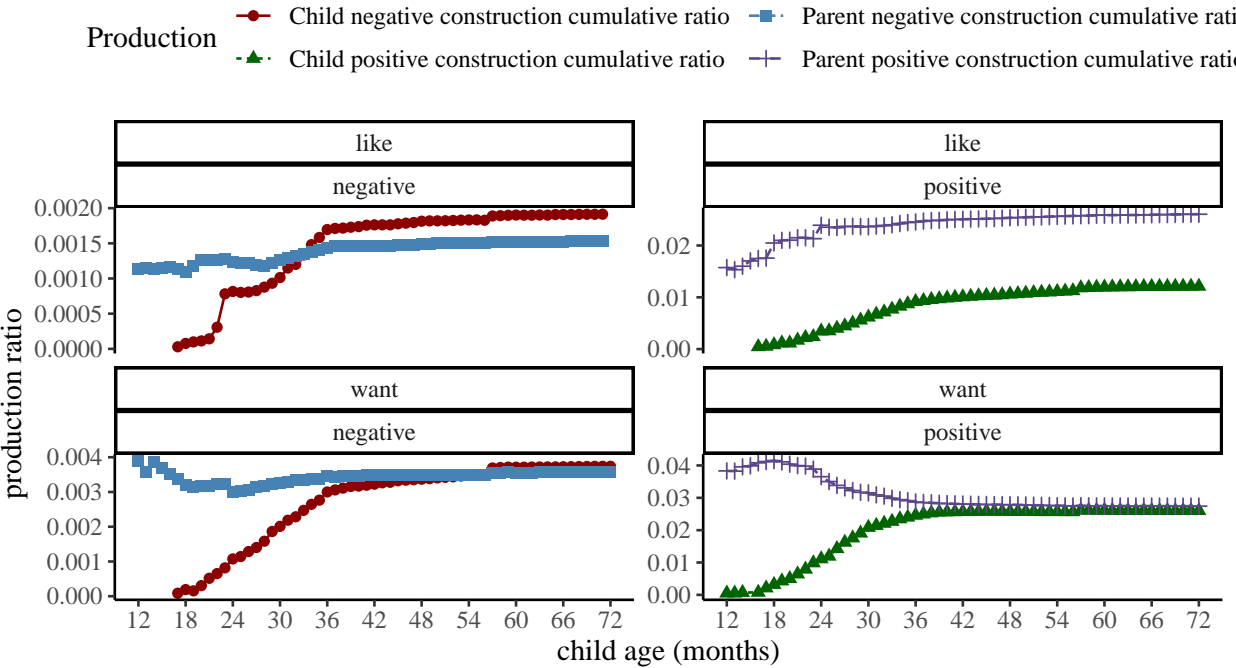 Production
Child negative construction cumulative ratio
Parent negative construction cumulative rati
Child positive construction cumulative ratio
Parent positive construction cumulative rati
like
like
negative
positive
0.0020
0.0015
0.0010
0.0005
0.0000
0.02
0.01
0.00
want
want
negative
positive
0.004
0.003
0.002
0.001
0.000
0.04
0.03
0.02
0.01
0.00
12 18 24 30 36 42 48 54 60 66 72
12 18 24 30 36 42 48 54 60 66 72
child age (months)
production ratio